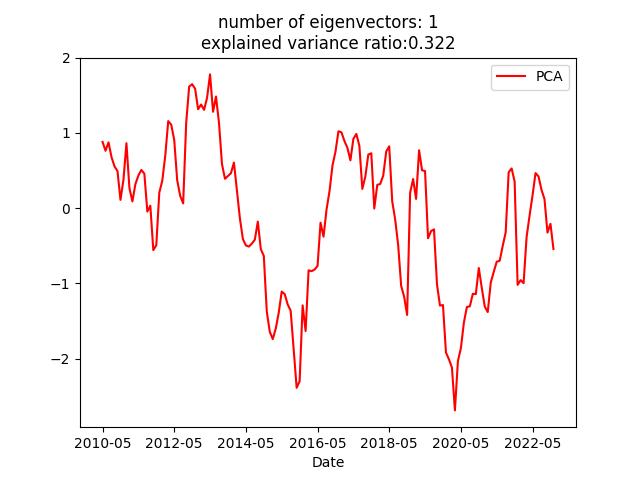 number of eigenvectors: 1
explained variance ratio:0.322
PCA
2
1
0
−1
−2
2010-05 2012-05 2014-05 2016-05 2018-05 2020-05 2022-05
Date